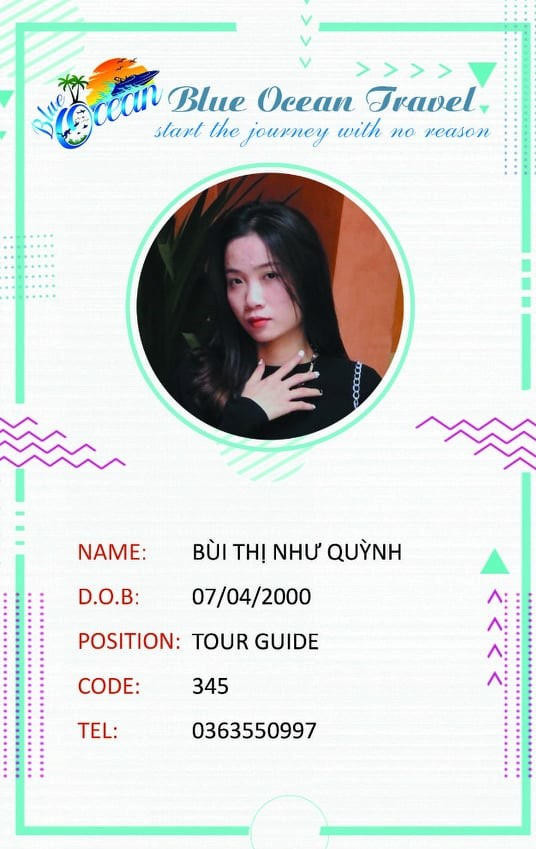 Blue Ocean
Blue Ocean Travel
start the journey with no reason
NAME: BÙI THỊ NHƯ QUỲNH
D.O.B: 07/04/2000
POSITION: TOUR GUIDE
CODE: 345
TEL: 0363550997